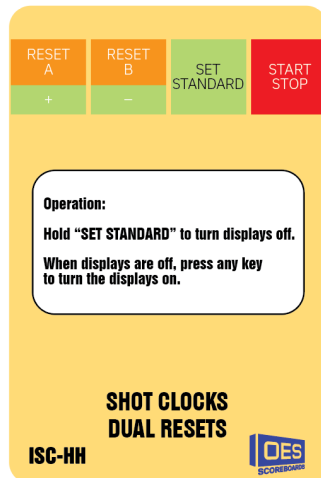 RESET
A
RESET
B
SET
STANDARD
START
STOP
+
−
Operation:
Hold “SET STANDARD” to turn displays off.
When displays are off, press any key
to turn the displays on.
SHOT CLOCKS
DUAL RESETS
ISC-HH
OES
SCOREBOARDS